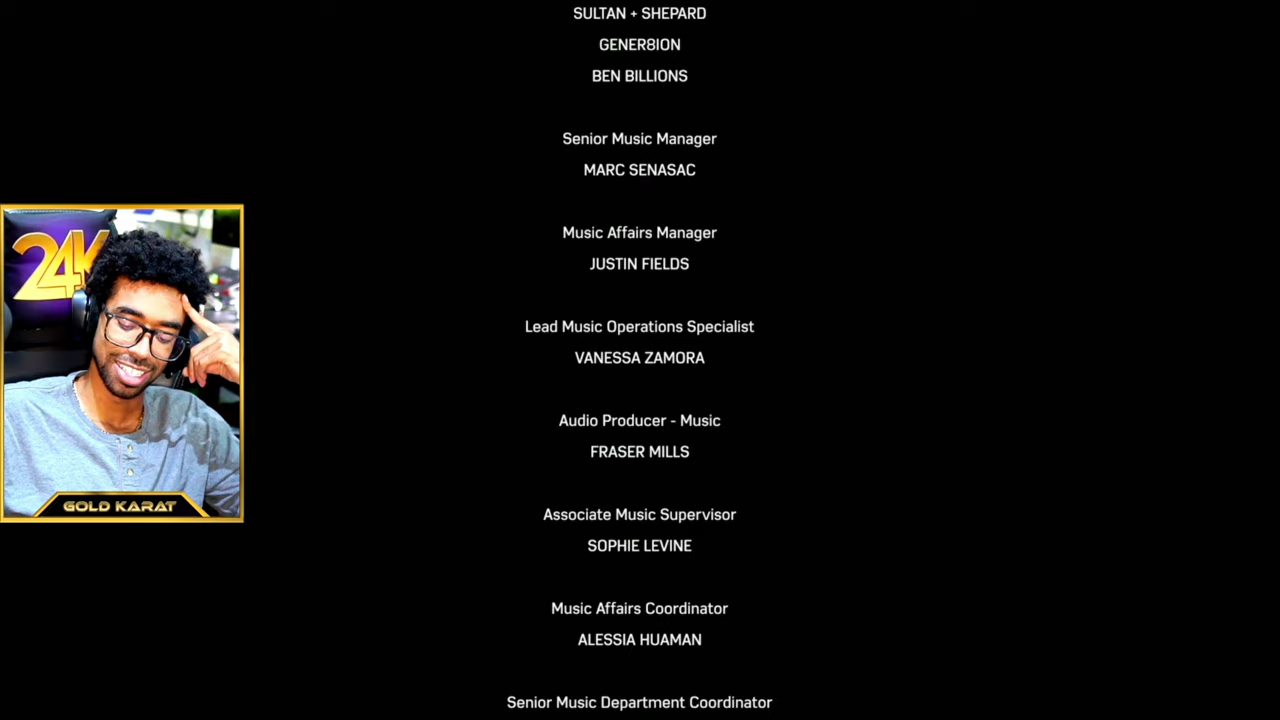 SULTAN + SHEPARD
GENER8ION
BEN BILLIONS
Senior Music Manager
MARC SENASAC
Music Affairs Manager
JUSTIN FIELDS
Lead Music Operations Specialist
VANESSA ZAMORA
Audio Producer - Music
FRASER MILLS
Associate Music Supervisor
SOPHIE LEVINE
Music Affairs Coordinator
ALESSIA HUAMAN
Senior Music Department Coordinator
24K
GOLD KARAT